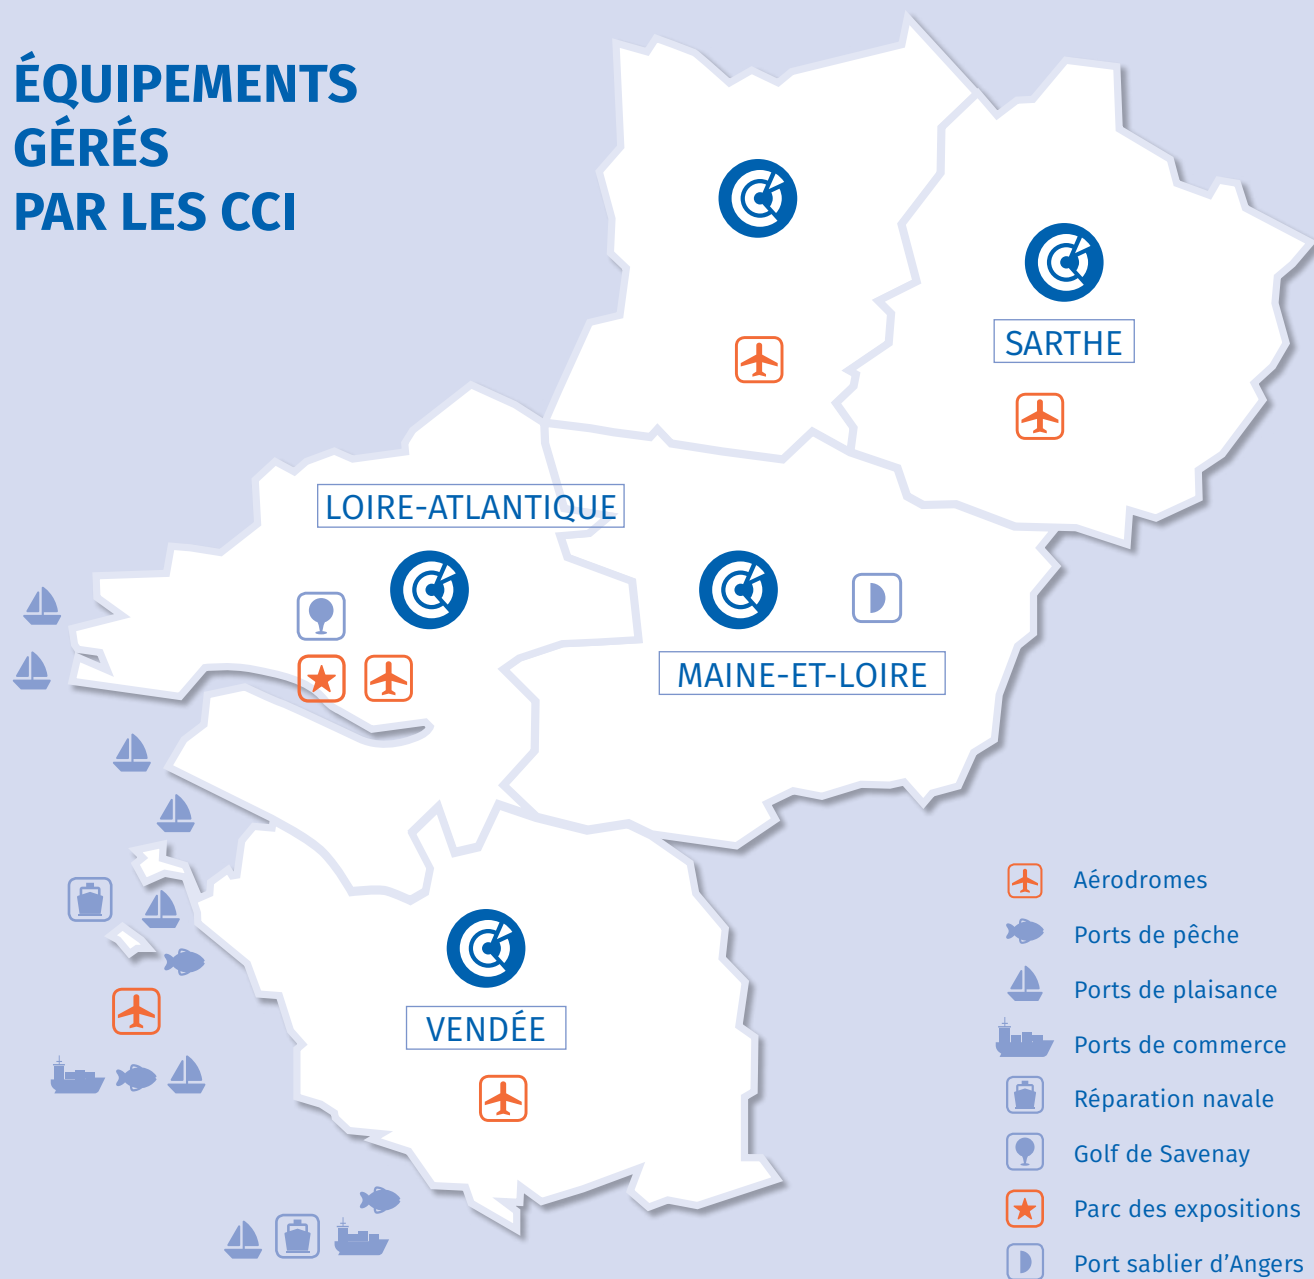 ÉQUIPEMENTS
GÉRÉS
PAR LES CCI
SARTHE
LOIRE-ATLANTIQUE
MAINE-ET-LOIRE
VENDÉE
Aérodromes
Ports de pêche
Ports de plaisance
Ports de commerce
Réparation navale
Golf de Savenay
Parc des expositions
Port sablier d’Angers